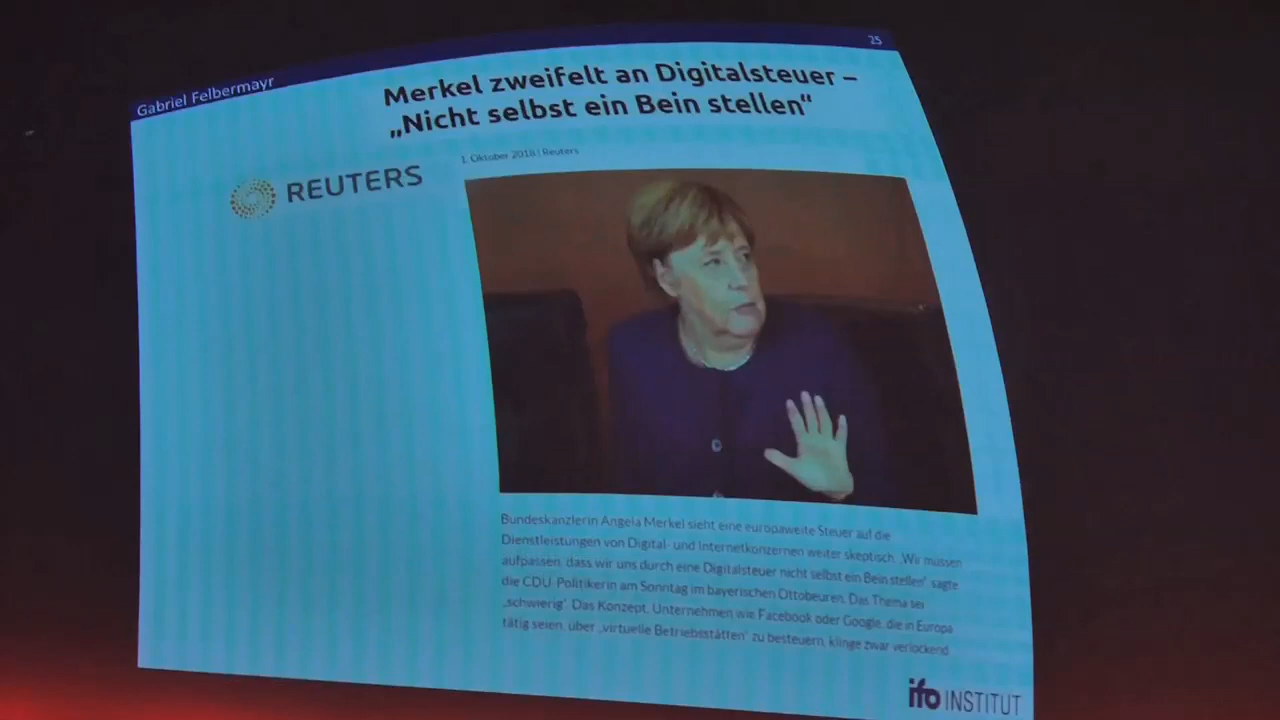 Gabriel Felbermayr
25
Merkel zweifelt an Digitalsteuer –
„Nicht selbst ein Bein stellen“
1. Oktober 2018 | Reuters
REUTERS
Bundeskanzlerin Angela Merkel sieht eine europaweite Steuer auf die
Dienstleistungen von Digital- und Internetkonzernen weiter skeptisch. „Wir müssen
aufpassen, dass wir uns durch eine Digitalsteuer nicht selbst ein Bein stellen“, sagte
die CDU-Politikerin am Sonntag im bayerischen Ottobeuren. Das Thema sei
„schwierig“. Das Konzept, Unternehmen wie Facebook oder Google, die in Europa
tätig seien, über „virtuelle Betriebsstätten“ zu besteuern, klinge zwar verlockend
ifo INSTITUT